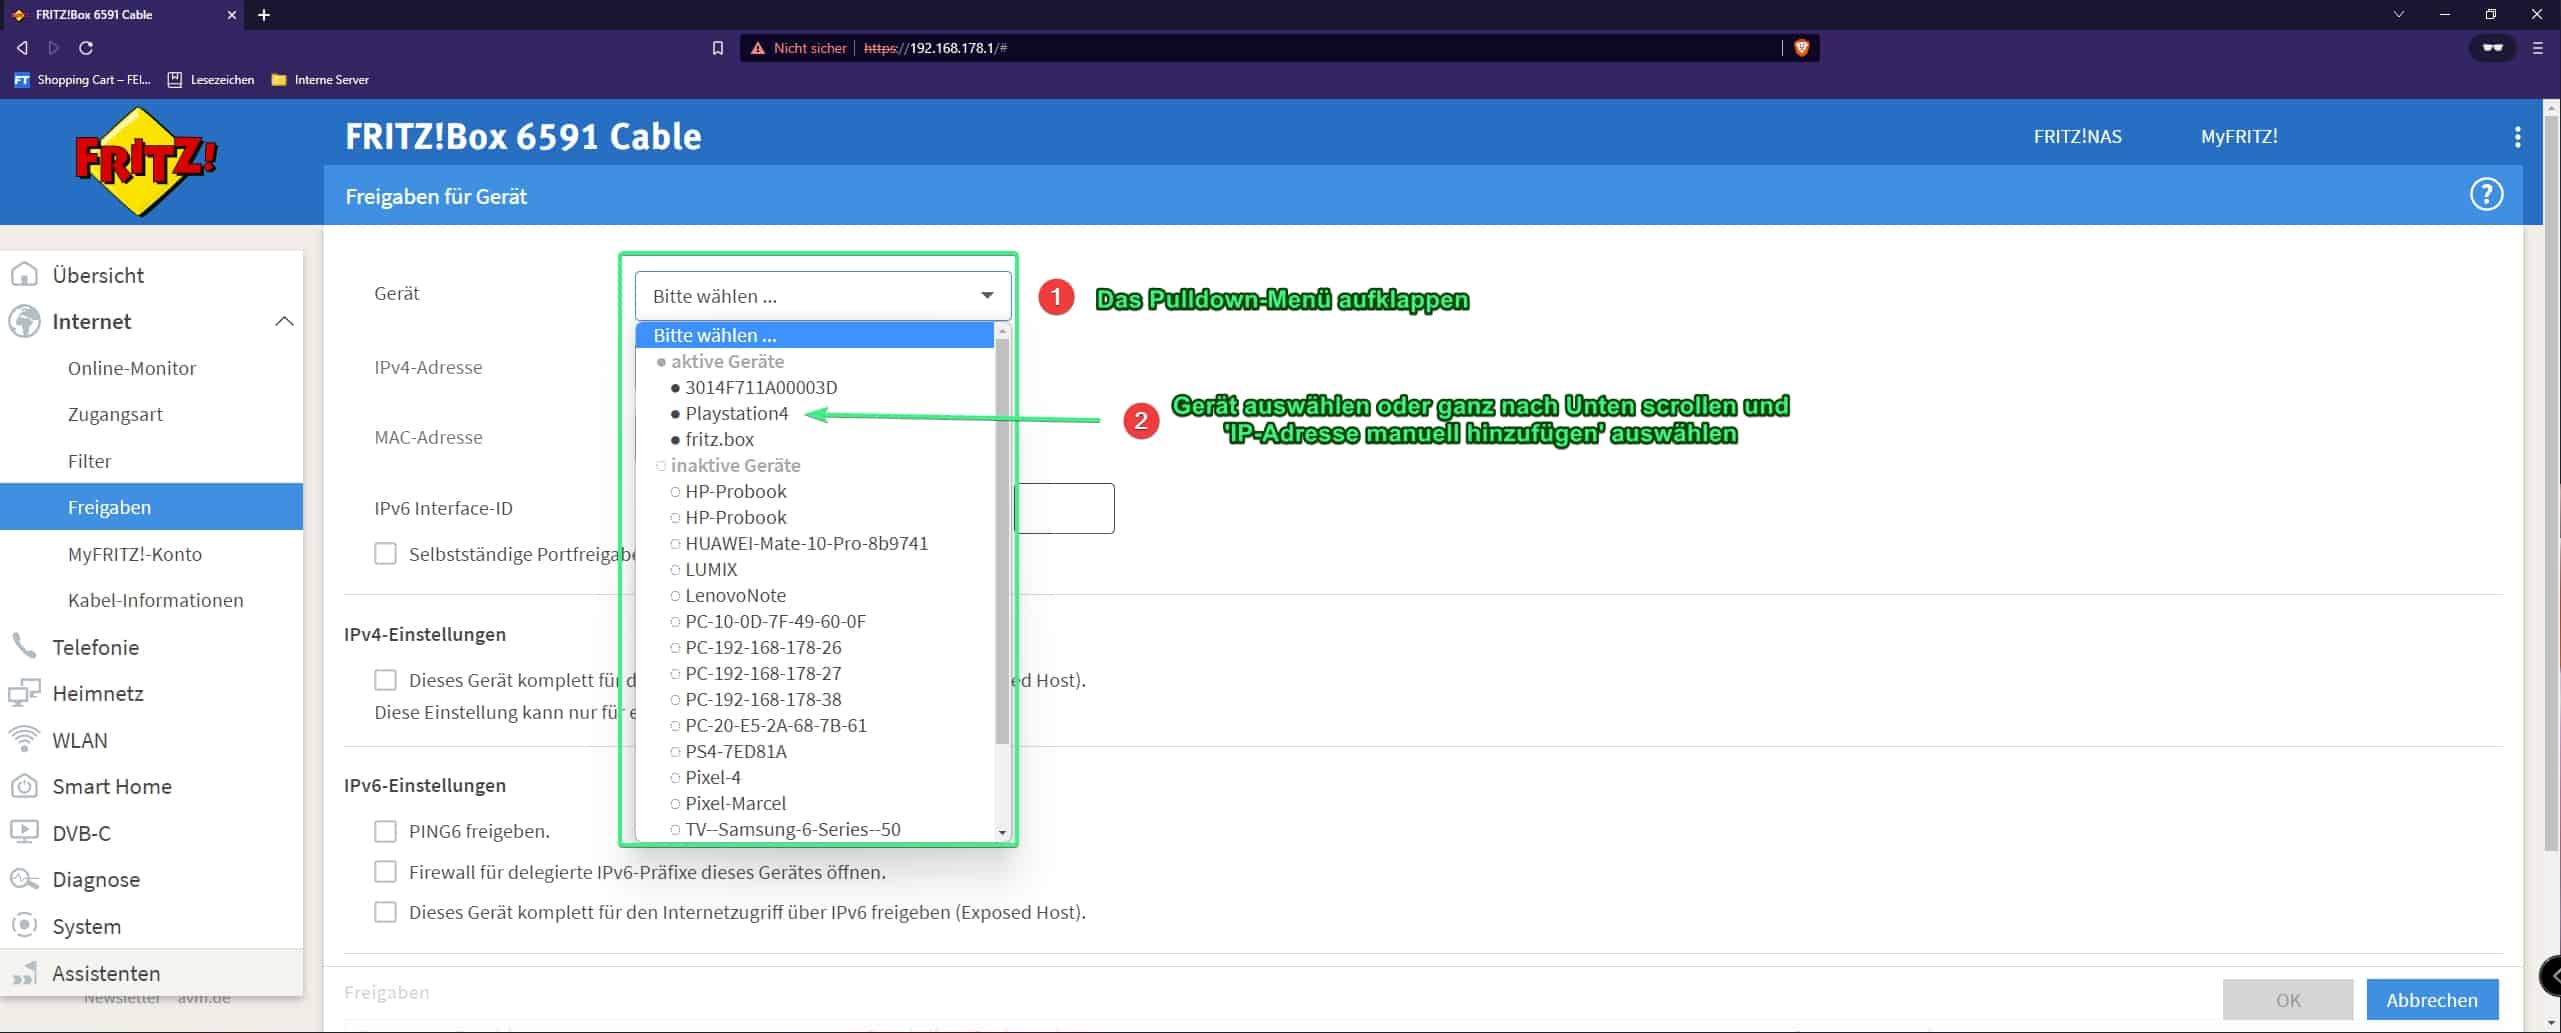 FRITZ!Box 6591 Cable
Nicht sicher https://192.168.178.1/#
FT Shopping Cart – FEI... Lesezeichen Interne Server
FRITZ!
FRITZ!Box 6591 Cable
FRITZ!NAS MyFRITZ!
Freigaben für Gerät
?
Übersicht
Internet
Online-Monitor
Zugangsart
Filter
Freigaben
MyFRITZ!-Konto
Kabel-Informationen
Telefonie
Heimnetz
WLAN
Smart Home
DVB-C
Diagnose
System
Assistenten
Newsletter avm.de
Gerät
Bitte wählen ...
1 Das Pulldown-Menü aufklappen
Bitte wählen ...
aktive Geräte
3014F711A00003D
Playstation4
fritz.box
2 Gerät auswählen oder ganz nach Unten scrollen und
'IP-Adresse manuell hinzufügen' auswählen
inaktive Geräte
HP-Probook
HP-Probook
HUAWEI-Mate-10-Pro-8b9741
LUMIX
LenovoNote
PC-10-0D-7F-49-60-0F
PC-192-168-178-26
PC-192-168-178-27
PC-192-168-178-38
PC-20-E5-2A-68-7B-61
PS4-7ED81A
Pixel-4
Pixel-Marcel
TV--Samsung-6-Series--50
IPv4-Adresse
MAC-Adresse
IPv6 Interface-ID
Selbstständige Portfreigabe
IPv4-Einstellungen
Dieses Gerät komplett für d ed Host).
Diese Einstellung kann nur für e
IPv6-Einstellungen
PING6 freigeben.
Firewall für delegierte IPv6-Präfixe dieses Gerätes öffnen.
Dieses Gerät komplett für den Internetzugriff über IPv6 freigeben (Exposed Host).
Freigaben
OK Abbrechen